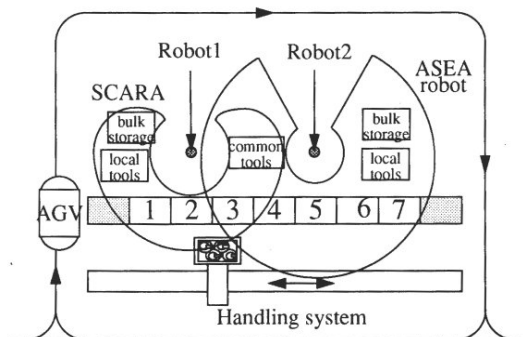 Robot1
Robot2
ASEA
robot
SCARA
bulk
storage
local
tools
common
tools
bulk
storage
local
tools
AGV
1 2 3 4 5 6 7
Handling system